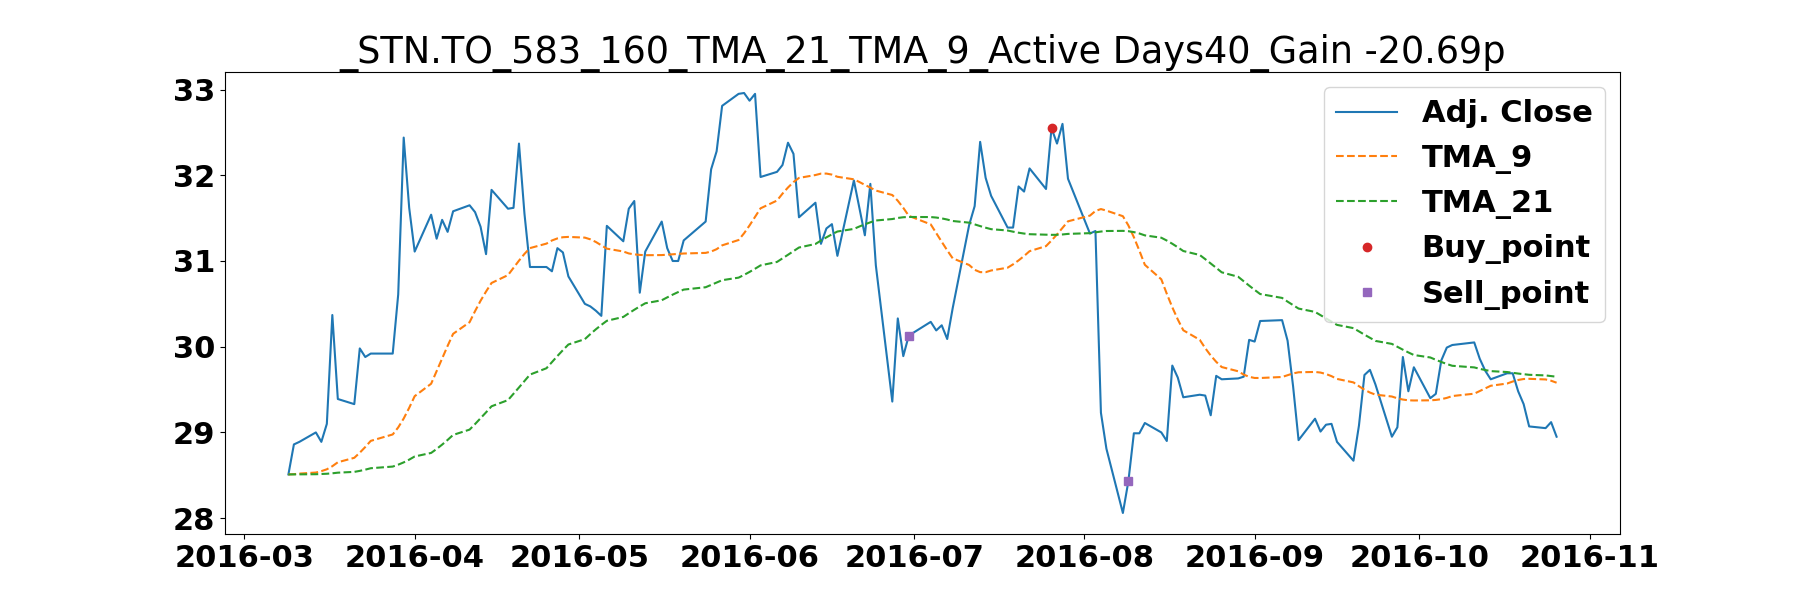 _STN.TO_583_160_TMA_21_TMA_9_Active Days40_Gain -20.69p
33
32
31
30
29
28
Adj. Close
TMA_9
TMA_21
Buy_point
Sell_point
2016-03 2016-04 2016-05 2016-06 2016-07 2016-08 2016-09 2016-10 2016-11